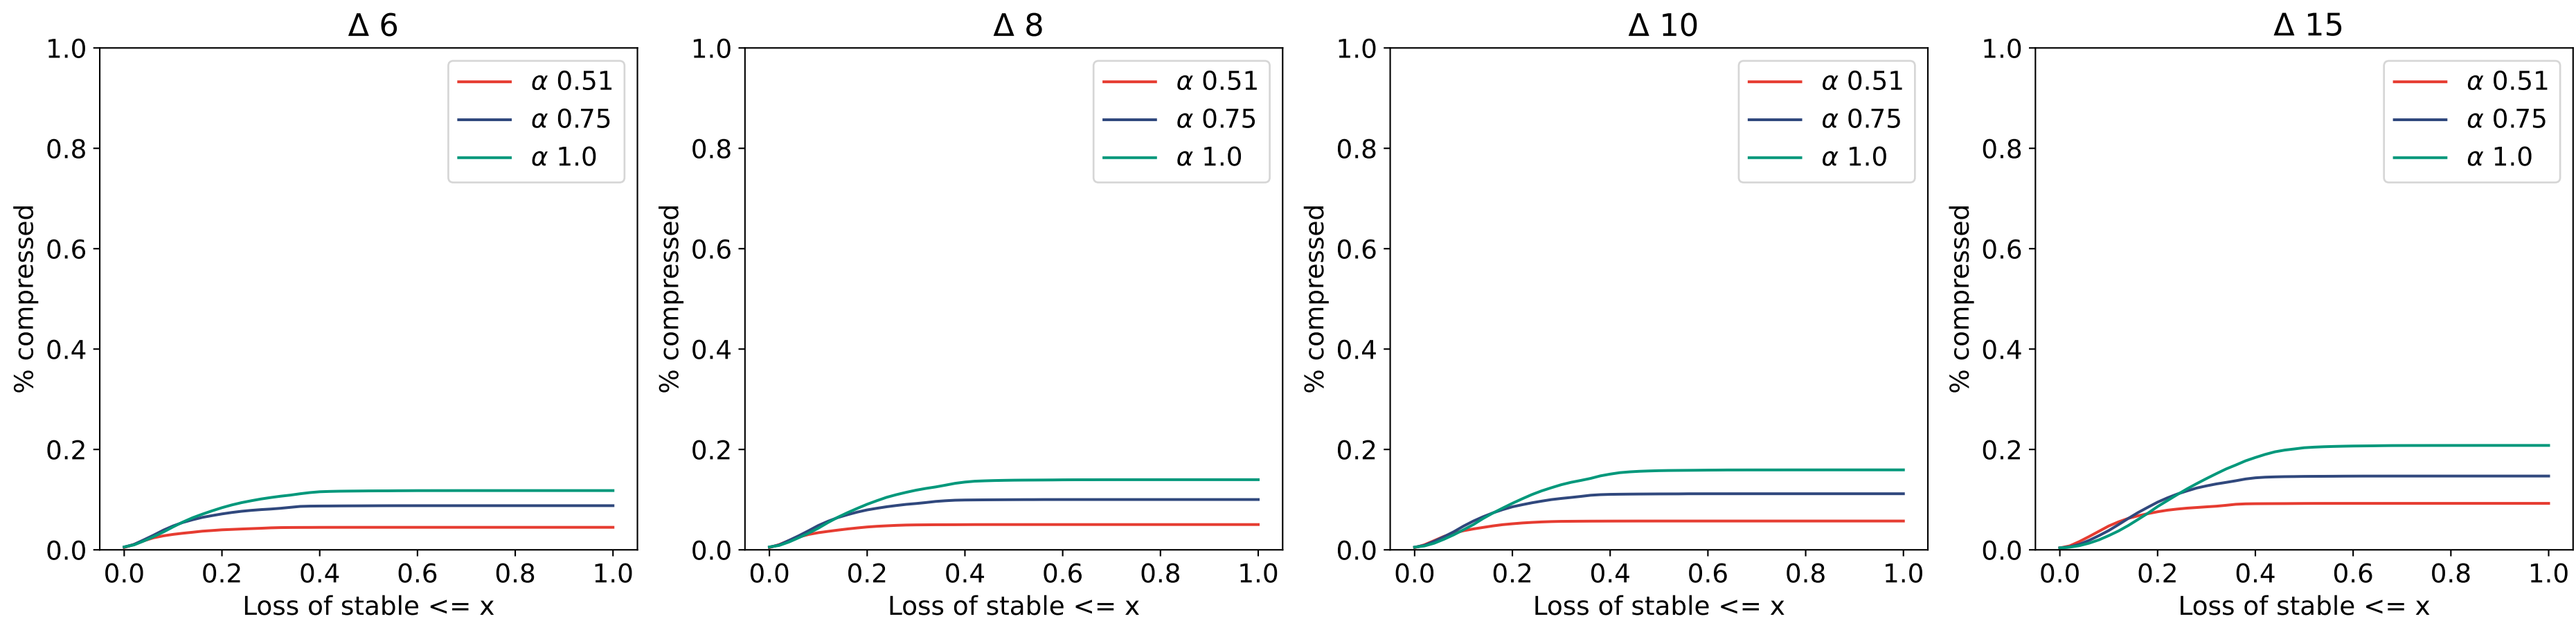 Δ 6
1.0
0.8
0.6
0.4
0.2
0.0
% compressed
α 0.51
α 0.75
α 1.0
0.0 0.2 0.4 0.6 0.8 1.0
Loss of stable <= x
Δ 8
1.0
0.8
0.6
0.4
0.2
0.0
% compressed
α 0.51
α 0.75
α 1.0
0.0 0.2 0.4 0.6 0.8 1.0
Loss of stable <= x
Δ 10
1.0
0.8
0.6
0.4
0.2
0.0
% compressed
α 0.51
α 0.75
α 1.0
0.0 0.2 0.4 0.6 0.8 1.0
Loss of stable <= x
Δ 15
1.0
0.8
0.6
0.4
0.2
0.0
% compressed
α 0.51
α 0.75
α 1.0
0.0 0.2 0.4 0.6 0.8 1.0
Loss of stable <= x